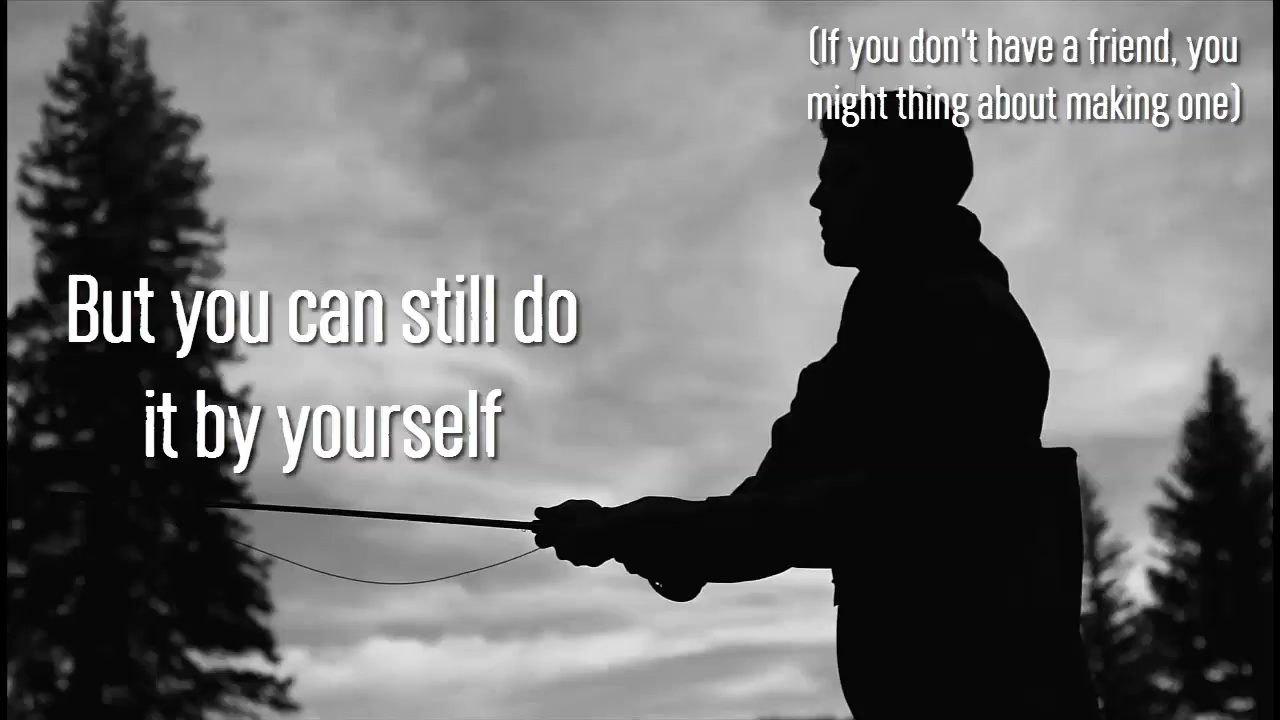 (If you don't have a friend, you
might thing about making one)
But you can still do
it by yourself